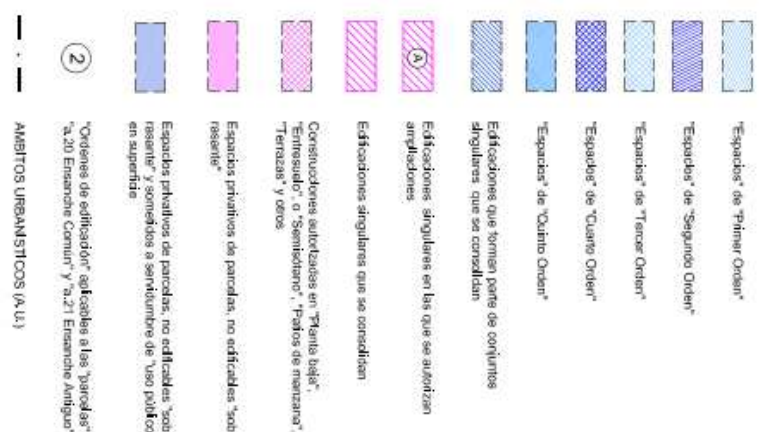 "Espacios" de "Primer Orden"
"Espacios" de "Segundo Orden"
"Espacios" de "Tercer Orden"
"Espacios" de "Cuarto Orden"
"Espacios" de "Quinto Orden"
Edificaciones que forman parte de conjuntos
singulares que se consolidan
A
Edificaciones singulares en las que se autorizan
ampliaciones
Edificaciones singulares que se consolidan
Construcciones autorizadas en "Planta baja",
"Entresuelo", o "Semisótano", "Patios de manzana",
"Terrazas" y otros
Espacios privativos de parcelas, no edificables "sob
rasante"
Espacios privativos de parcelas, no edificables "sob
rasante" y sometidos a servidumbre de "uso público
en superficie
2
"Ordenes de edificación" aplicables a las "parcelas"
"a.20 Ensanche Común" y "a.21 Ensanche Antiguo"
AMBITOS URBANISTICOS (A.U.)